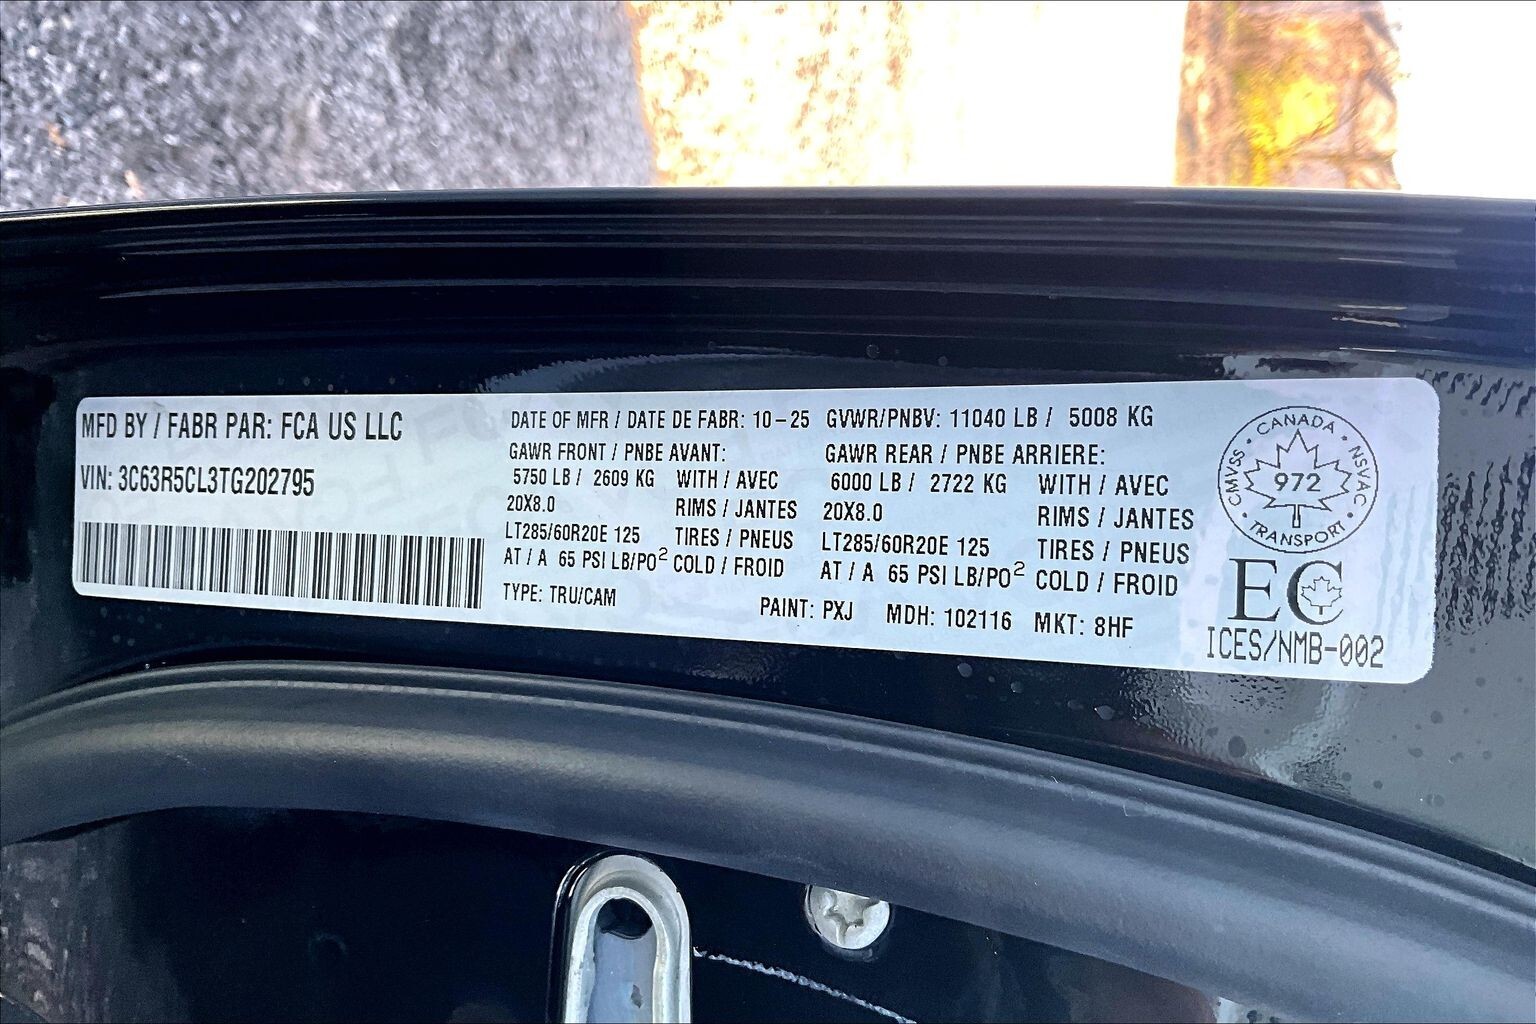 MFD BY / FABR PAR: FCA US LLC
VIN: 3C63R5CL3TG202795
DATE OF MFR / DATE DE FABR: 10-25 GVWR/PNBV: 11040 LB / 5008 KG
GAWR FRONT / PNBE AVANT:
5750 LB / 2609 KG WITH / AVEC
20X8.0 RIMS / JANTES
LT285/60R20E 125 TIRES / PNEUS
AT / A 65 PSI LB/PO² COLD / FROID
GAWR REAR / PNBE ARRIERE:
6000 LB / 2722 KG WITH / AVEC
20X8.0 RIMS / JANTES
LT285/60R20E 125 TIRES / PNEUS
AT / A 65 PSI LB/PO² COLD / FROID
TYPE: TRU/CAM PAINT: PXJ MDH: 102116 MKT: 8HF
CANADA
CMVSS 972 NSVAC
TRANSPORT
EC
ICES/NMB-002